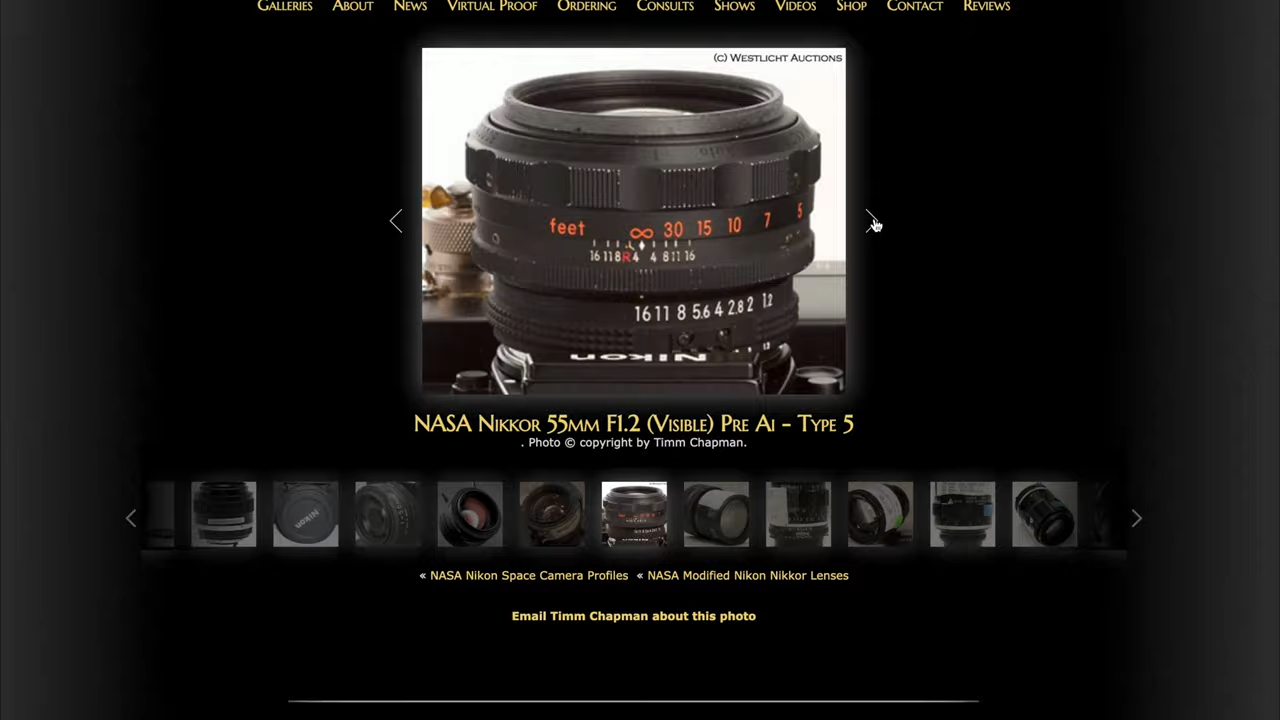 Galleries About News Virtual Proof Ordering Consults Shows Videos Shop Contact Reviews
(C) Westlicht Auctions
feet ∞ 30 15 10 7 5
16 11 8 R 4 4 8 11 16
16 11 8 5.6 4 2.8 2 1.2
Nikon
NASA Nikkor 55mm F1.2 (Visible) Pre Ai - Type 5
. Photo © copyright by Timm Chapman.
NIKON
« NASA Nikon Space Camera Profiles « NASA Modified Nikon Nikkor Lenses
Email Timm Chapman about this photo